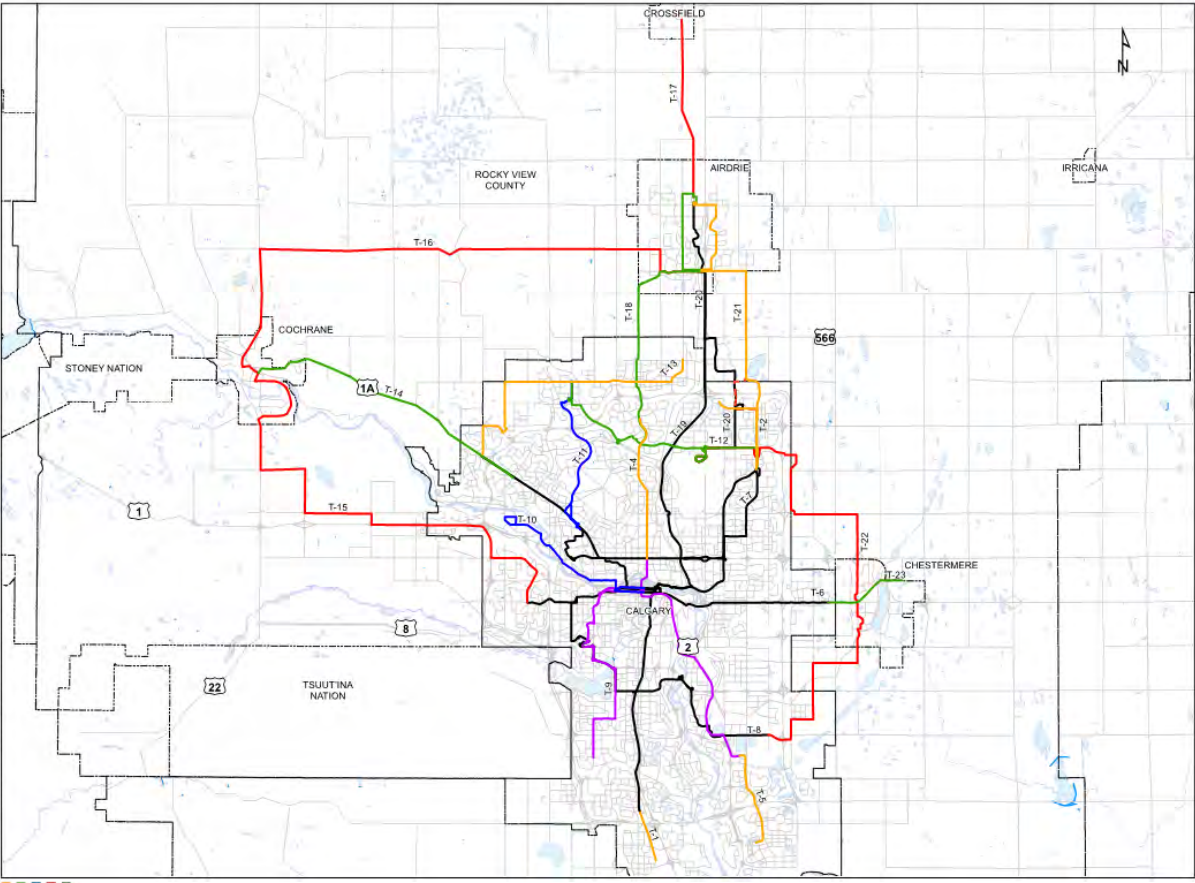 CROSSFIELD
T-17
ROCKY VIEW
COUNTY
AIRDRIE
IRRICANA
T-16
T-20
T-18
T-21
COCHRANE
566
STONEY NATION
T-13
1A
T-14
T-20
T-2
T-19
T-12
T-11
T-4
T-7
1
T-15
T-10
T-22
CHESTERMERE
T-23
T-6
CALGARY
8
2
22
TSUUT'INA
NATION
T-9
T-8
T-5
T-1
N